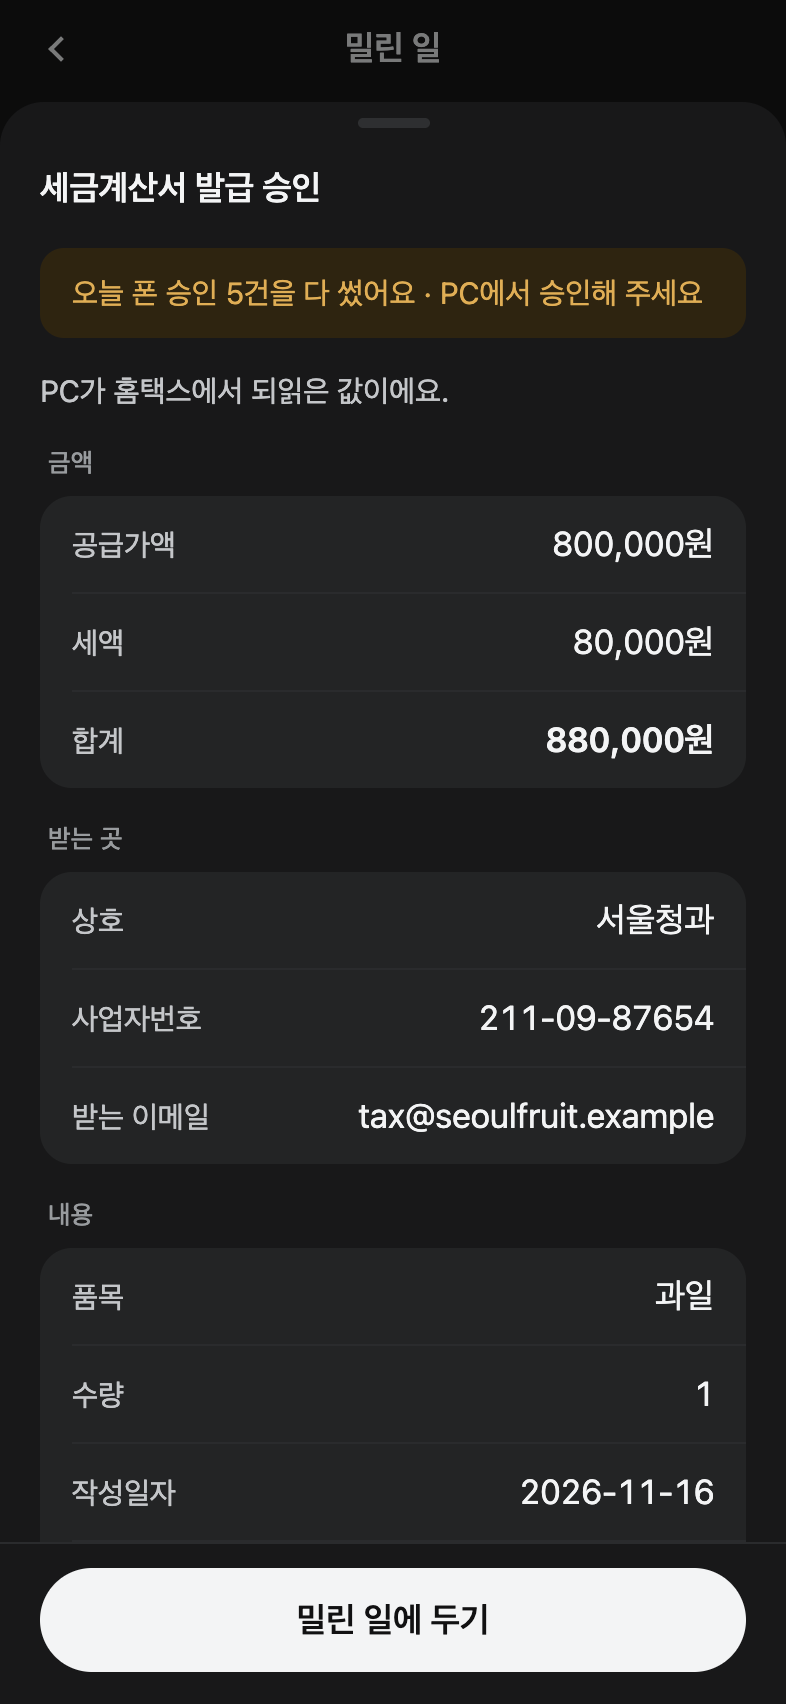 밀린 일
세금계산서 발급 승인
오늘 폰 승인 5건을 다 썼어요 · PC에서 승인해 주세요
PC가 홈택스에서 되읽은 값이에요.
금액
공급가액 800,000원
세액 80,000원
합계 880,000원
받는 곳
상호 서울청과
사업자번호 211-09-87654
받는 이메일 tax@seoulfruit.example
내용
품목 과일
수량 1
작성일자 2026-11-16
밀린 일에 두기